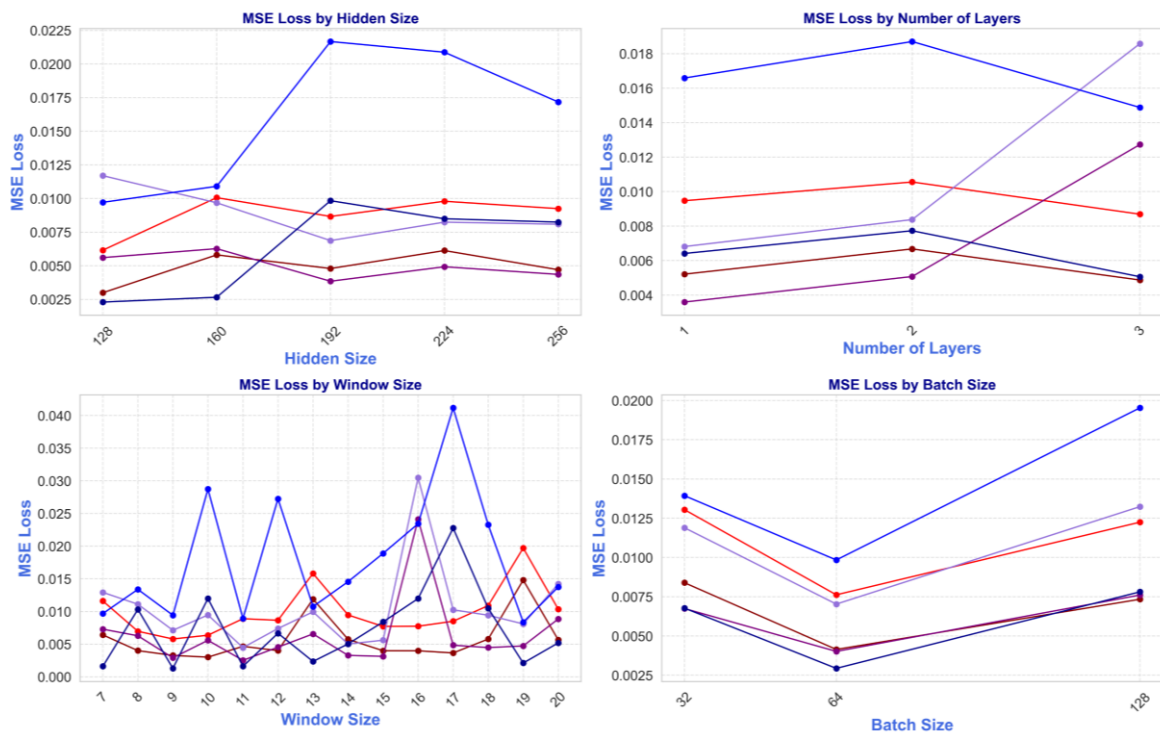 MSE Loss by Hidden Size
MSE Loss
0.0225
0.0200
0.0175
0.0150
0.0125
0.0100
0.0075
0.0050
0.0025
128 160 192 224 256
Hidden Size
MSE Loss by Number of Layers
MSE Loss
0.018
0.016
0.014
0.012
0.010
0.008
0.006
0.004
1 2 3
Number of Layers
MSE Loss by Window Size
MSE Loss
0.040
0.035
0.030
0.025
0.020
0.015
0.010
0.005
0.000
7 8 9 10 11 12 13 14 15 16 17 18 19 20
Window Size
MSE Loss by Batch Size
MSE Loss
0.0200
0.0175
0.0150
0.0125
0.0100
0.0075
0.0050
0.0025
32 64 128
Batch Size